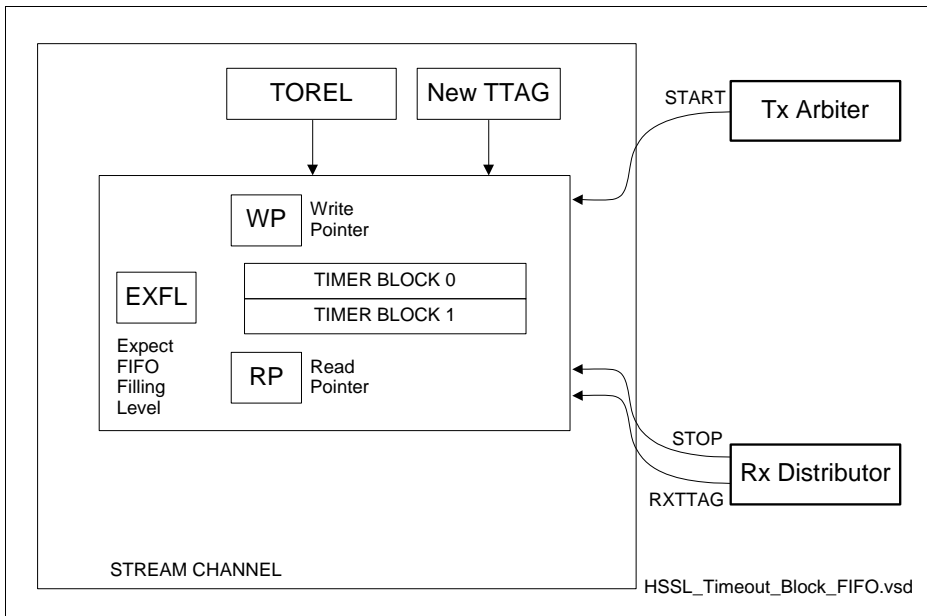 TOREL
New TTAG
START
Tx Arbiter
WP
Write
Pointer
TIMER BLOCK 0
EXFL
TIMER BLOCK 1
Expect
FIFO
Filling
Level
RP
Read
Pointer
STOP
Rx Distributor
RXTTAG
STREAM CHANNEL
HSSL_Timeout_Block_FIFO.vsd